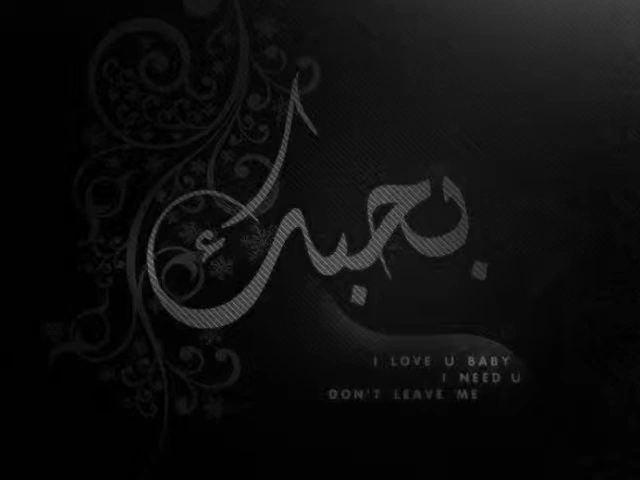 بحبك
I LOVE U BABY
I NEED U
DON'T LEAVE ME